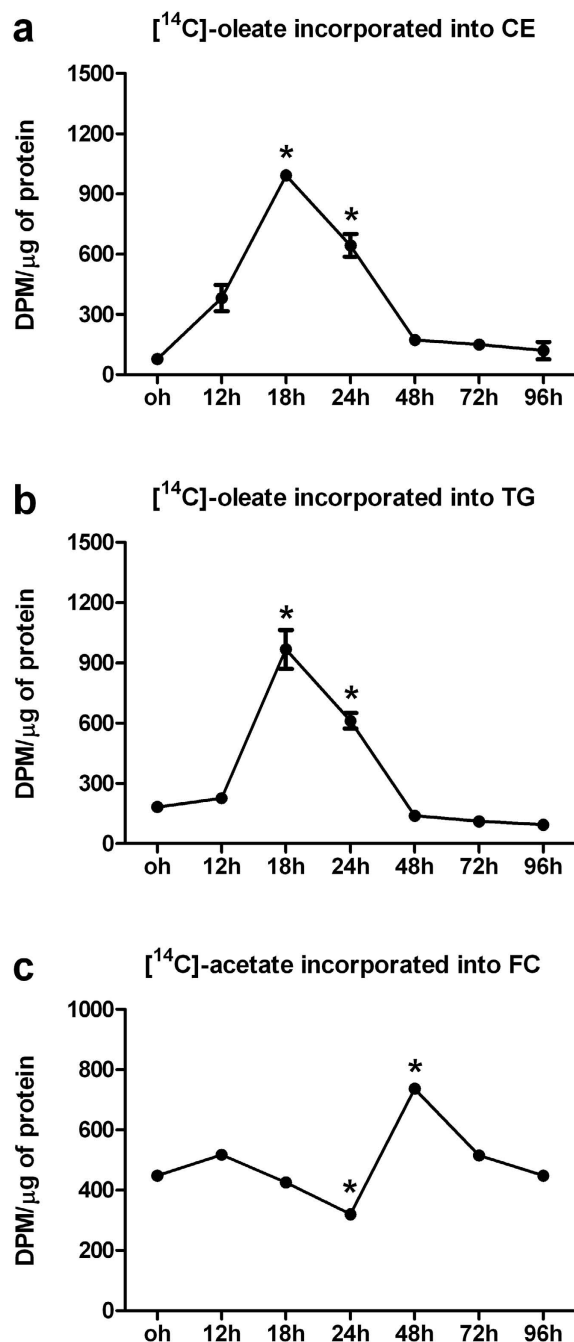 a
[¹⁴C]-oleate incorporated into CE
DPM/µg of protein
1500
1200
900
600
300
0
*
*
oh 12h 18h 24h 48h 72h 96h
b
[¹⁴C]-oleate incorporated into TG
DPM/µg of protein
1500
1200
900
600
300
0
*
*
oh 12h 18h 24h 48h 72h 96h
c
[¹⁴C]-acetate incorporated into FC
DPM/µg of protein
1000
800
600
400
200
0
*
*
oh 12h 18h 24h 48h 72h 96h